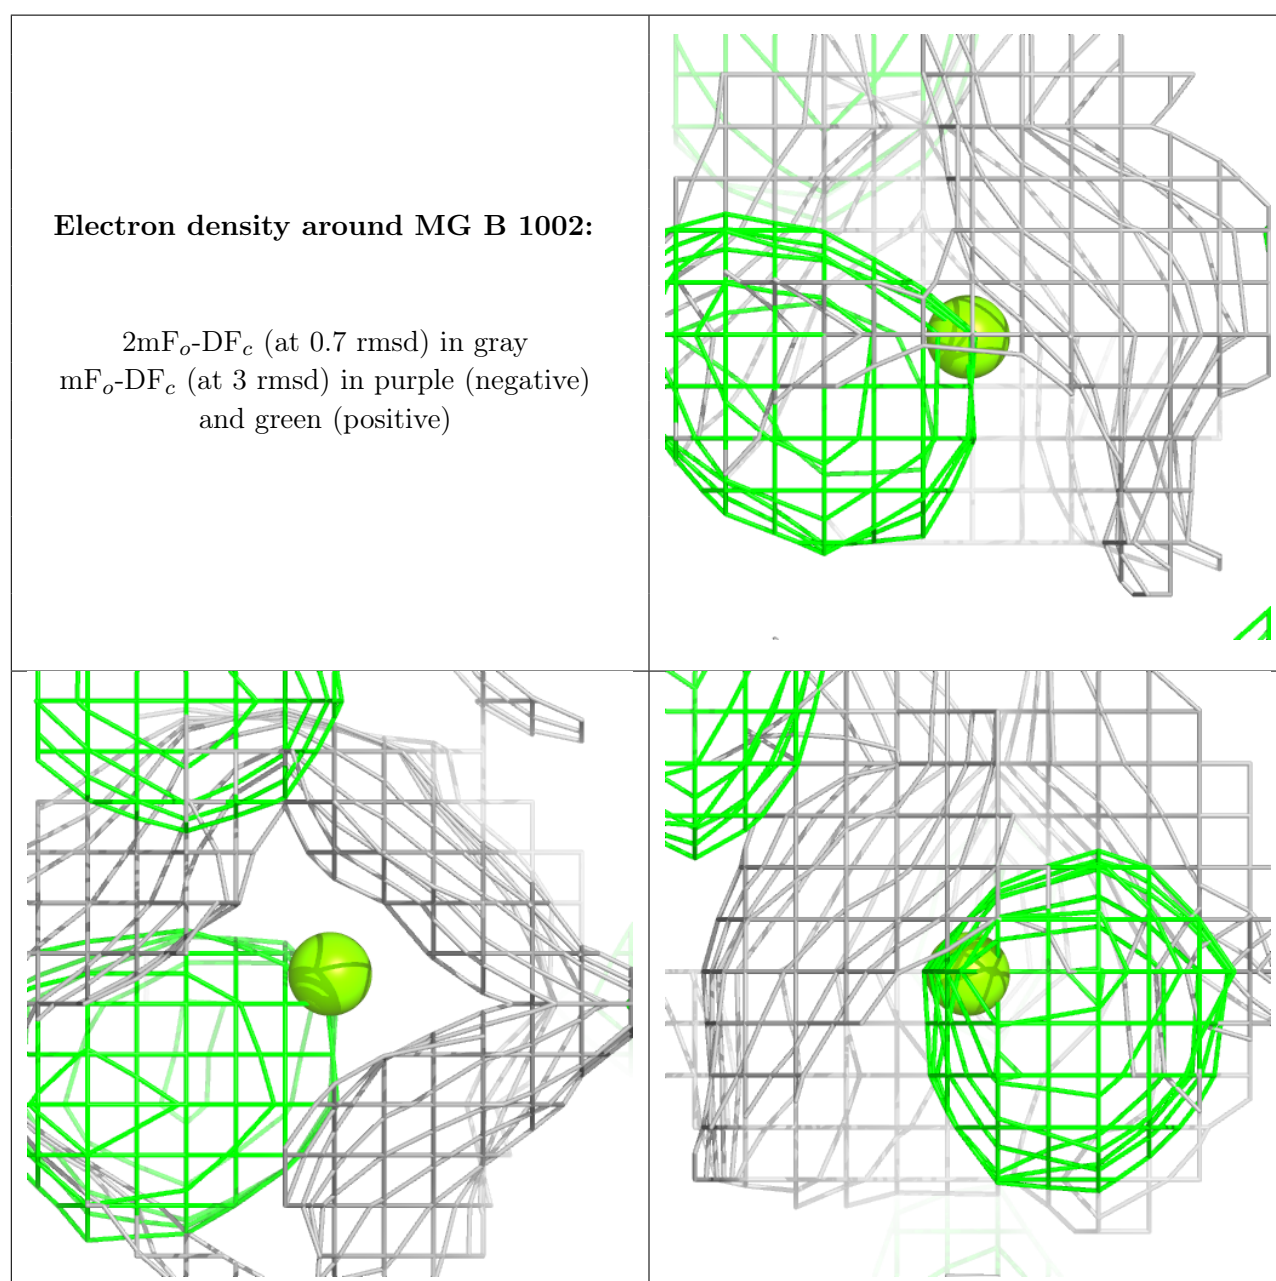 Electron density around MG B 1002:
2mFo-DFc (at 0.7 rmsd) in gray
mFo-DFc (at 3 rmsd) in purple (negative)
and green (positive)